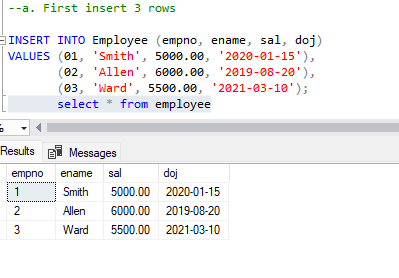 --a. First insert 3 rows
INSERT INTO Employee (empno, ename, sal, doj)
VALUES (01, 'Smith', 5000.00, '2020-01-15'),
(02, 'Allen', 6000.00, '2019-08-20'),
(03, 'Ward', 5500.00, '2021-03-10');
select * from employee
%
Results Messages
empno ename sal doj
1 Smith 5000.00 2020-01-15
2 Allen 6000.00 2019-08-20
3 Ward 5500.00 2021-03-10